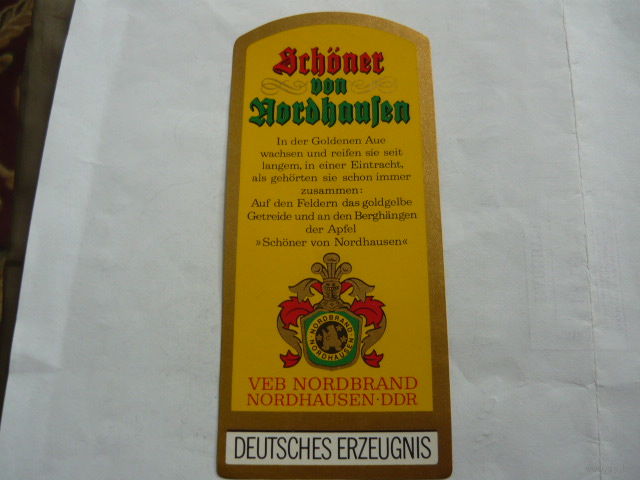 Schöner
von
Nordhausen
In der Goldenen Aue
wachsen und reifen sie seit
langem, in einer Eintracht,
als gehörten sie schon immer
zusammen:
Auf den Feldern das goldgelbe
Getreide und an den Berghängen
der Apfel
»Schöner von Nordhausen«
NORDBRAND
NORDHAUSEN
VEB NORDBRAND
NORDHAUSEN·DDR
DEUTSCHES ERZEUGNIS